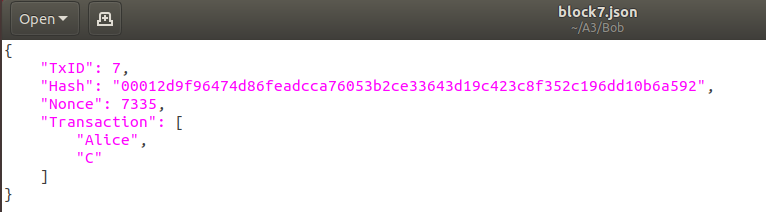 Open
block7.json
~/A3/Bob
{
"TxID": 7,
"Hash": "00012d9f96474d86feadcca76053b2ce33643d19c423c8f352c196dd10b6a592",
"Nonce": 7335,
"Transaction": [
"Alice",
"C"
]
}